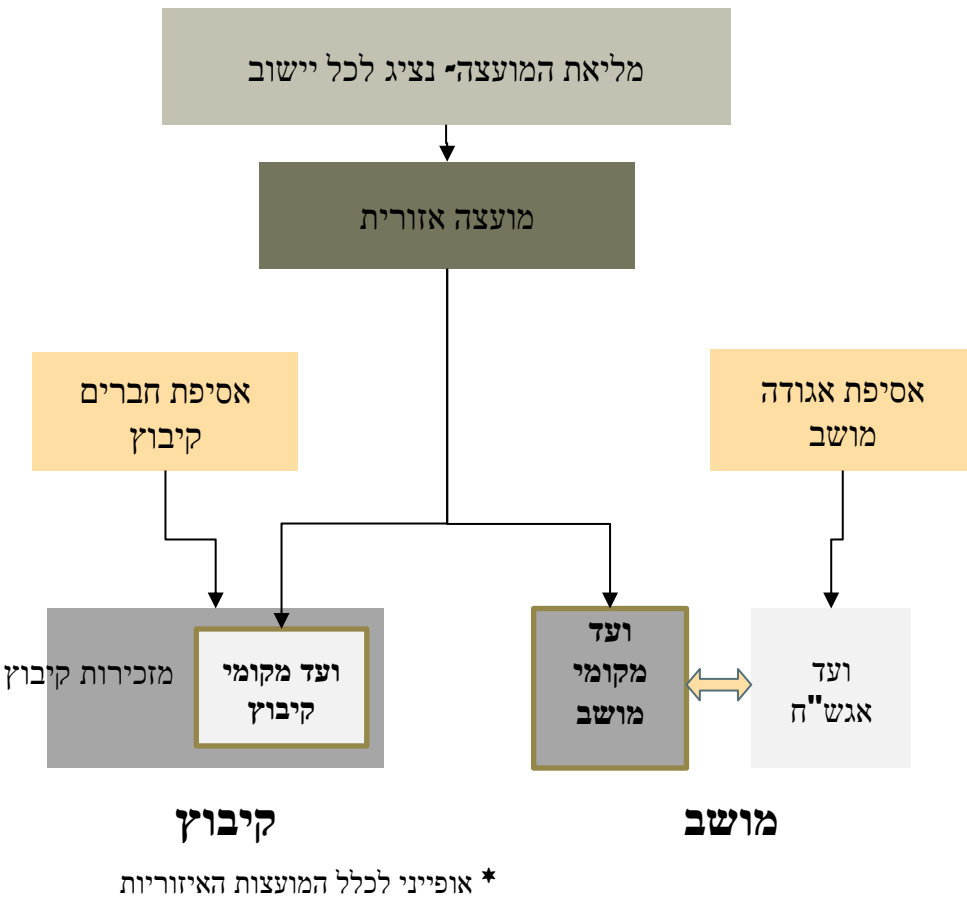 מליאת המועצה- נציג לכל יישוב
מועצה אזורית
אסיפת אגודה
מושב
אסיפת חברים
קיבוץ
ועד
אגש"ח
ועד
מקומי
מושב
ועד מקומי
קיבוץ
מזכירות קיבוץ
מושב
קיבוץ
* אופייני לכלל המועצות האיזוריות